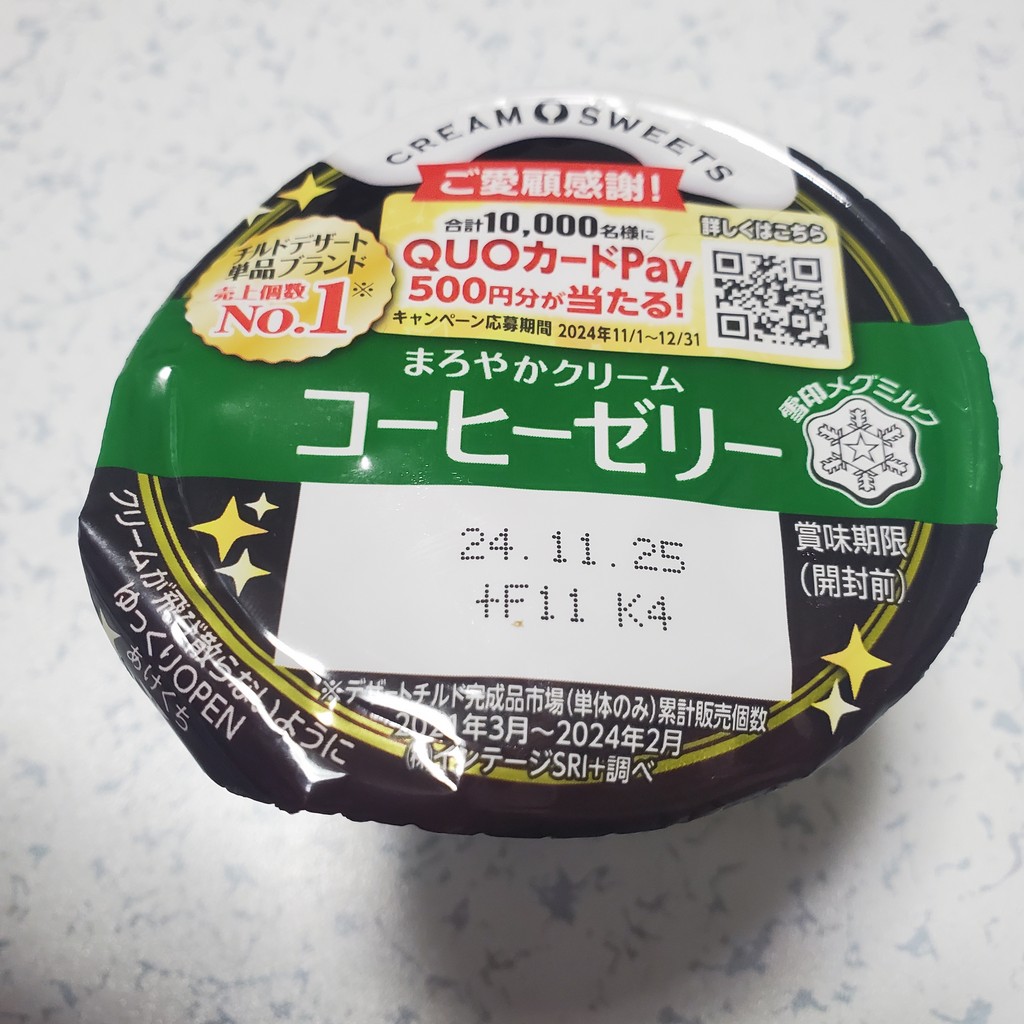 CREAM SWEETS
ご愛顧感謝!
合計10,000名様に
QUOカードPay
500円分が当たる!
キャンペーン応募期間 2024年11/1〜12/31
詳しくはこちら
チルドデザート
単品ブランド
売上個数※
No.1
まろやかクリーム
コーヒーゼリー
雪印メグミルク
24.11.25
F11 K4
賞味期限
(開封前)
クリームが飛び散らないように
ゆっくりOPEN
あけくち
※デザートチルド完成品市場(単体のみ)累計販売個数
2021年3月〜2024年2月
(株)インテージSRI+調べ